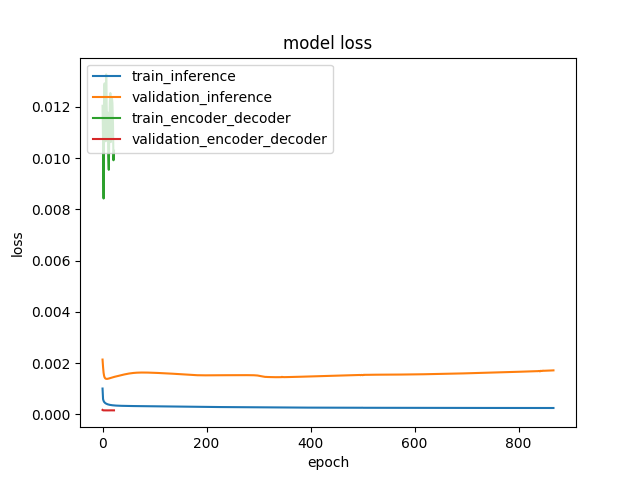 model loss
train_inference
validation_inference
train_encoder_decoder
validation_encoder_decoder
0.012
0.010
0.008
0.006
0.004
0.002
0.000
loss
0
200
400
600
800
epoch